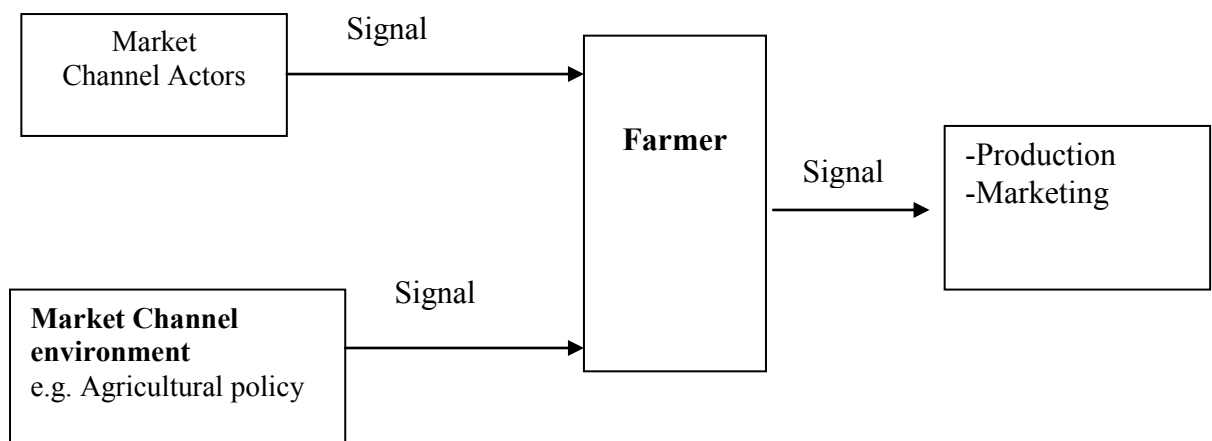 Market
Channel Actors
Signal
Farmer
Signal
-Production
-Marketing
Signal
Market Channel
environment
e.g. Agricultural policy